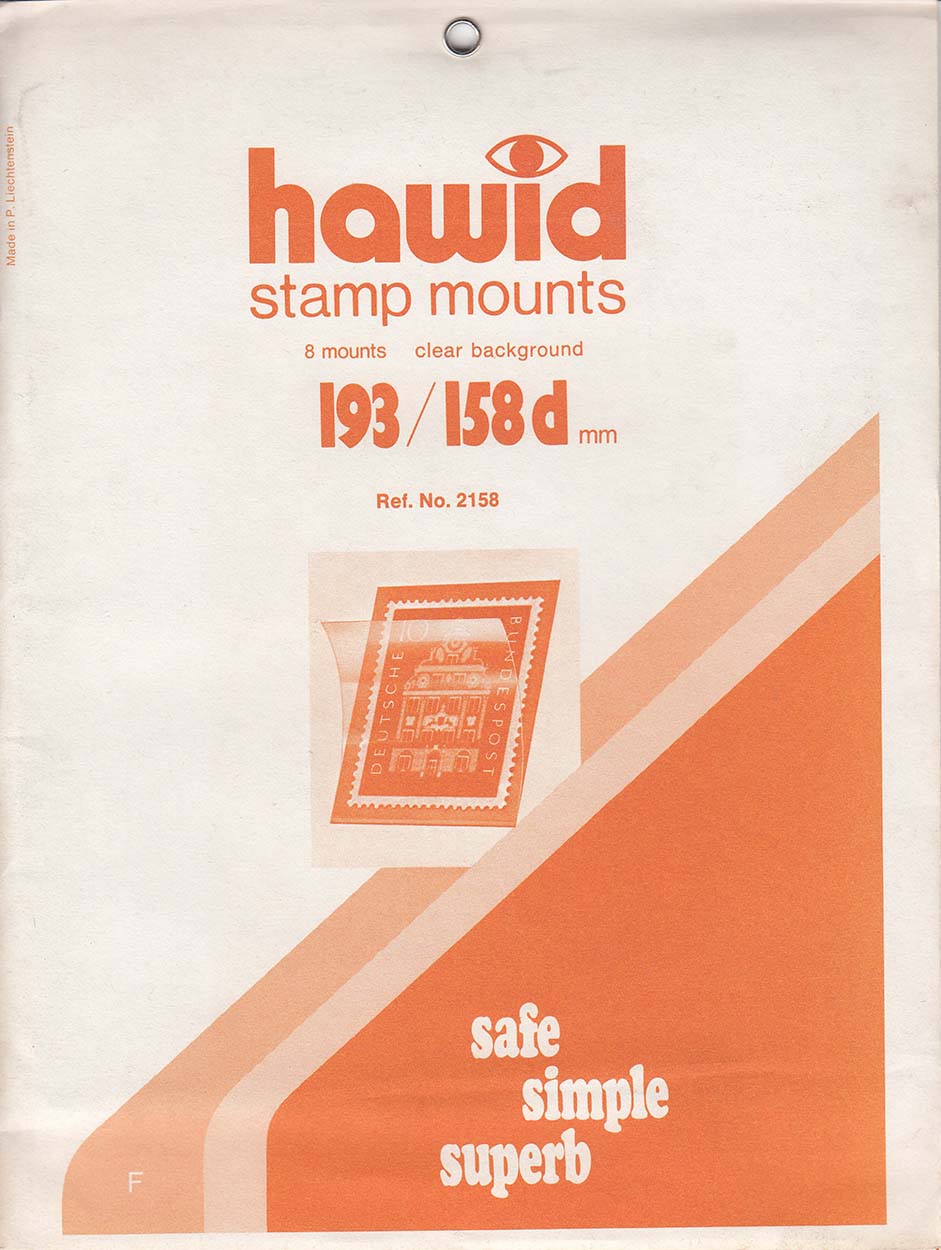 Made in P. Liechtenstein
hawid
stamp mounts
8 mounts clear background
193/158 d mm
Ref. No. 2158
10
DEUTSCHE
BUNDESPOST
safe
simple
superb
F